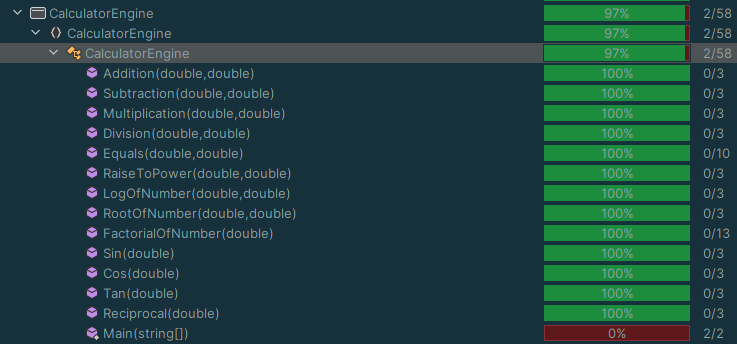 CalculatorEngine 97% 2/58
CalculatorEngine 97% 2/58
CalculatorEngine 97% 2/58
Addition(double,double) 100% 0/3
Subtraction(double,double) 100% 0/3
Multiplication(double,double) 100% 0/3
Division(double,double) 100% 0/3
Equals(double,double) 100% 0/10
RaiseToPower(double,double) 100% 0/3
LogOfNumber(double,double) 100% 0/3
RootOfNumber(double,double) 100% 0/3
FactorialOfNumber(double) 100% 0/13
Sin(double) 100% 0/3
Cos(double) 100% 0/3
Tan(double) 100% 0/3
Reciprocal(double) 100% 0/3
Main(string[]) 0% 2/2